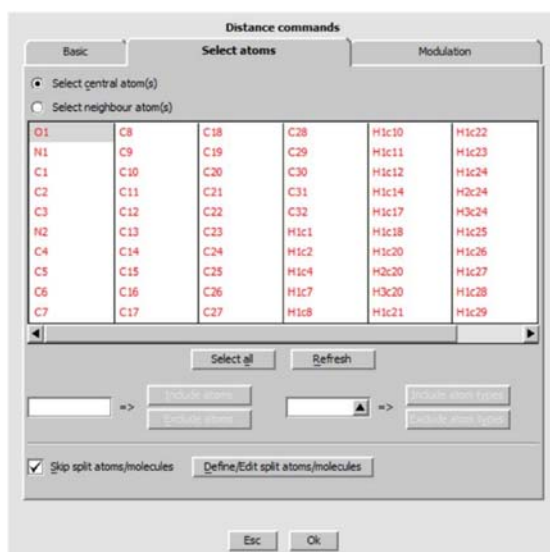 Distance commands
Basic Select atoms Modulation
Select central atom(s)
Select neighbour atom(s)
O1 C8 C18 C28 H1c10 H1c22
N1 C9 C19 C29 H1c11 H1c23
C1 C10 C20 C30 H1c12 H1c24
C2 C11 C21 C31 H1c14 H2c24
C3 C12 C22 C32 H1c17 H3c24
N2 C13 C23 H1c1 H1c18 H1c25
C4 C14 C24 H1c2 H1c20 H1c26
C5 C15 C25 H1c4 H2c20 H1c27
C6 C16 C26 H1c7 H3c20 H1c28
C7 C17 C27 H1c8 H1c21 H1c29
Select all Refresh
Include atoms Include atom types
=> =>
Exclude atoms Exclude atom types
Skip split atoms/molecules Define/Edit split atoms/molecules
Esc Ok